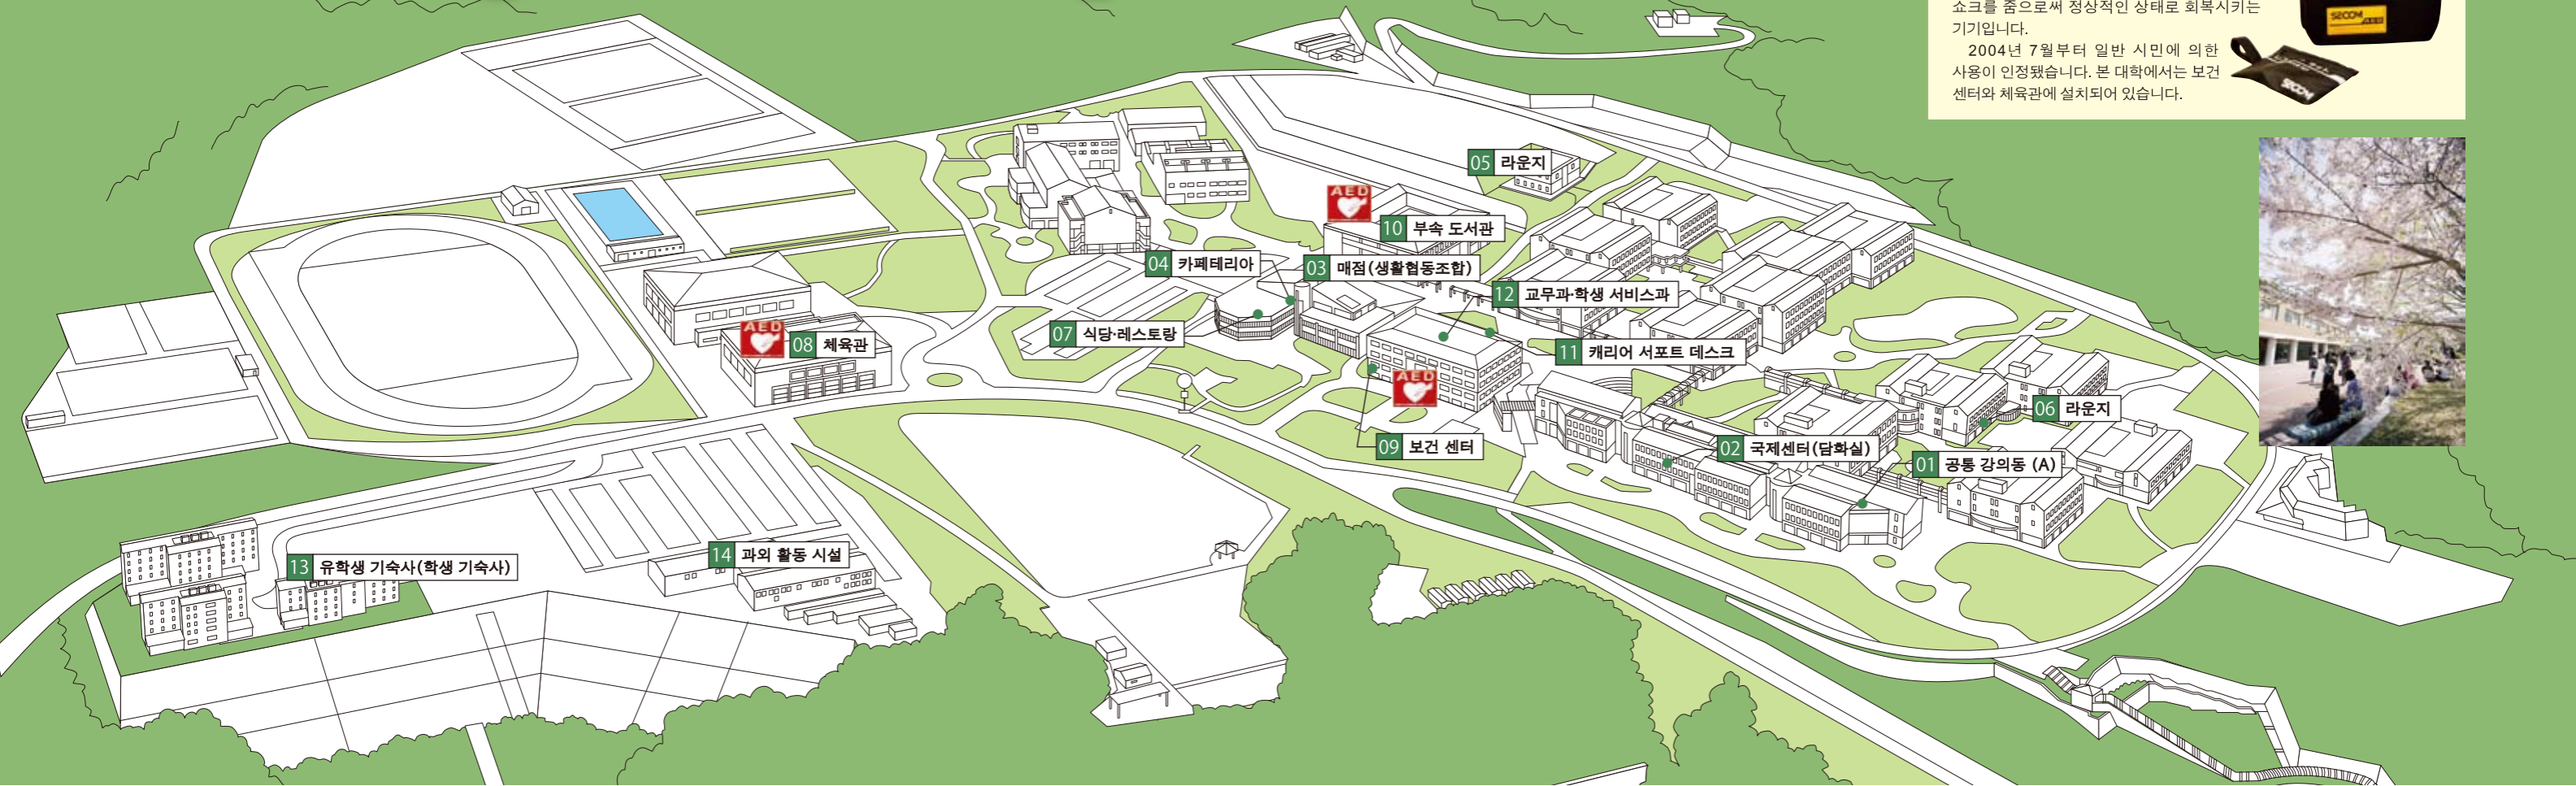 쇼크를 줌으로써 정상적인 상태로 회복시키는
기기입니다.
2004년 7월부터 일반 시민에 의한
사용이 인정됐습니다. 본 대학에서는 보건
센터와 체육관에 설치되어 있습니다.
SECOM
AED
SECOM
05 라운지
AED
10 부속 도서관
04 카페테리아
03 매점(생활협동조합)
12 교무과·학생 서비스과
07 식당·레스토랑
AED
08 체육관
11 캐리어 서포트 데스크
AED
06 라운지
09 보건 센터
02 국제센터(담화실)
01 공통 강의동 (A)
14 과외 활동 시설
13 유학생 기숙사(학생 기숙사)